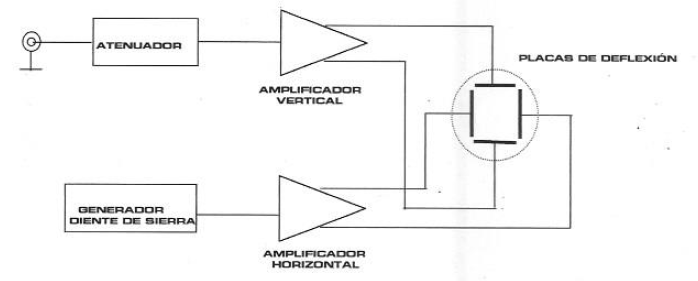 ATENUADOR
AMPLIFICADOR
VERTICAL
PLACAS DE DEFLEXIÓN
GENERADOR
DIENTE DE SIERRA
AMPLIFICADOR
HORIZONTAL